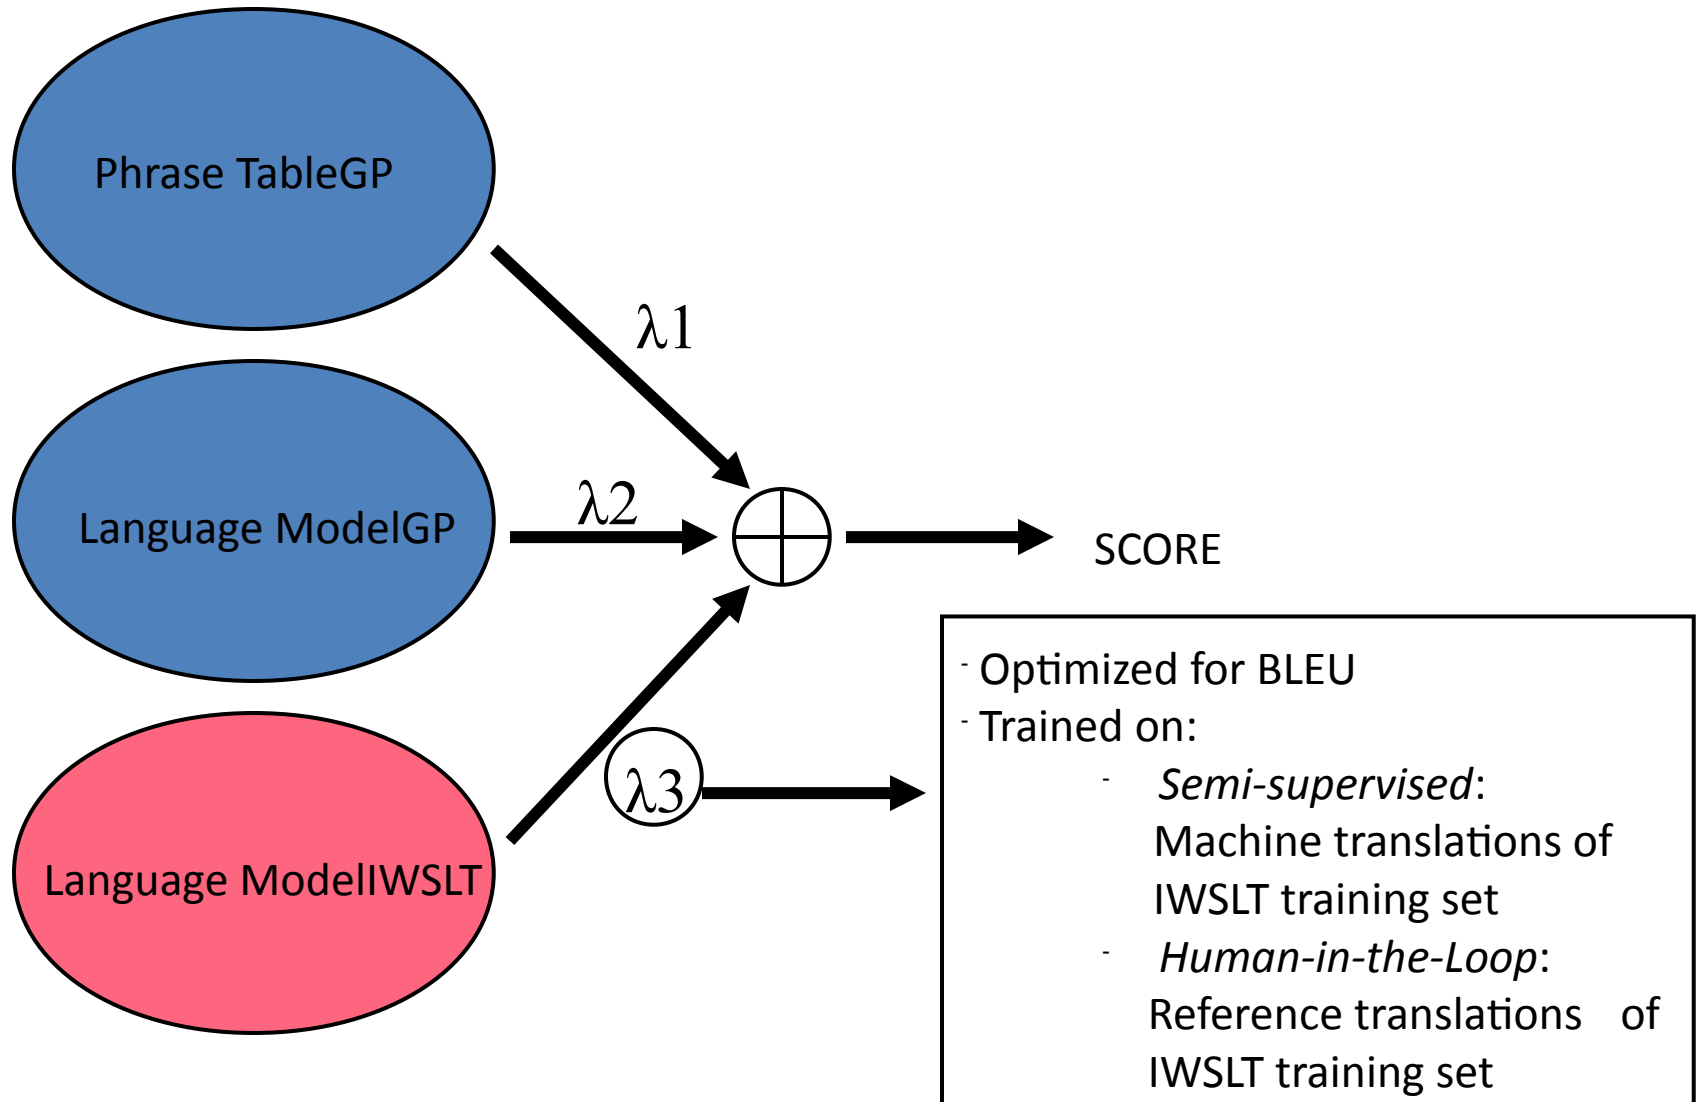 Phrase TableGP
λ1
Language ModelGP
λ2
SCORE
Language ModelIWSLT
λ3
- Optimized for BLEU
- Trained on:
- Semi-supervised:
Machine translations of
IWSLT training set
- Human-in-the-Loop:
Reference translations of
IWSLT training set